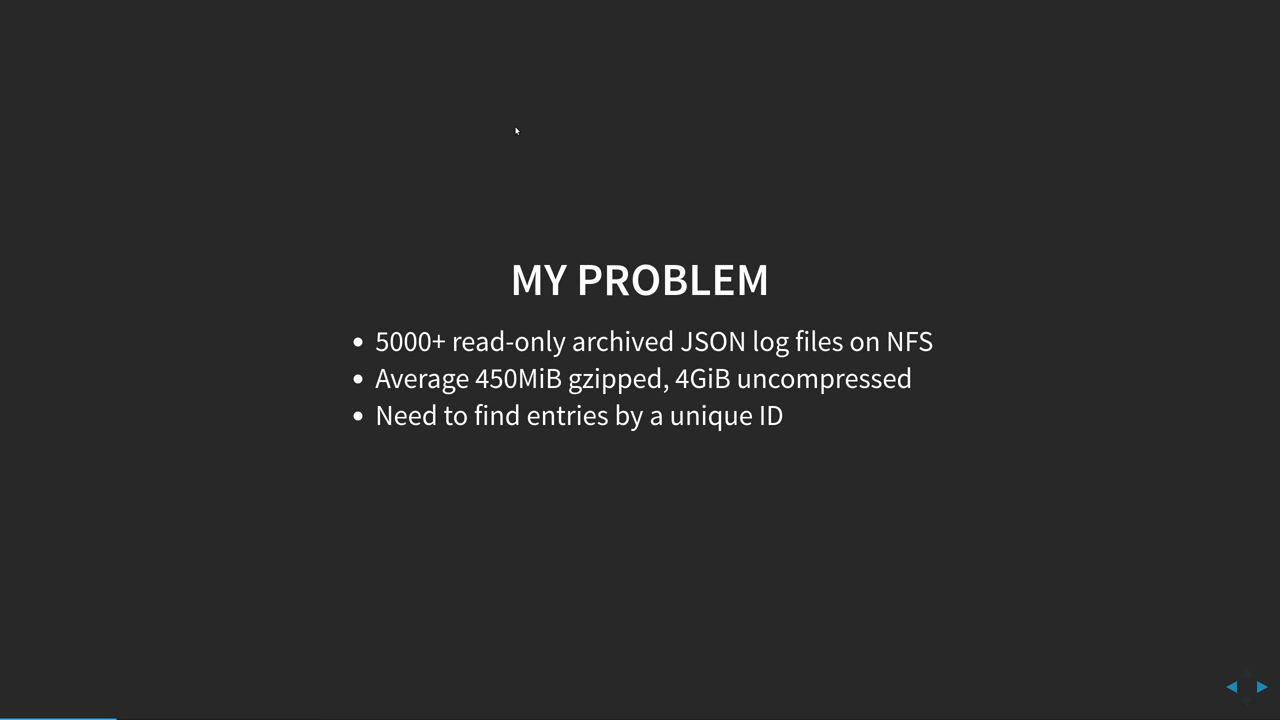 MY PROBLEM
• 5000+ read-only archived JSON log files on NFS
• Average 450MiB gzipped, 4GiB uncompressed
• Need to find entries by a unique ID